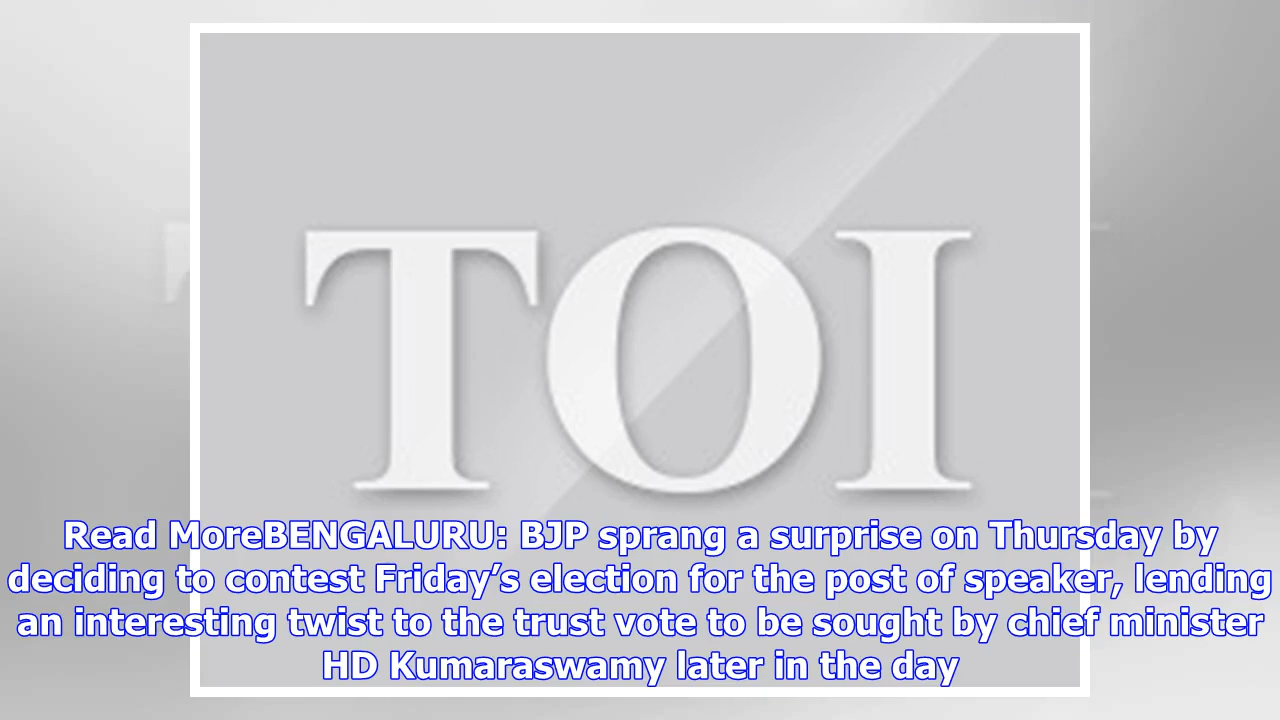 TOI
Read MoreBENGALURU: BJP sprang a surprise on Thursday by
deciding to contest Friday’s election for the post of speaker, lending
an interesting twist to the trust vote to be sought by chief minister
HD Kumaraswamy later in the day